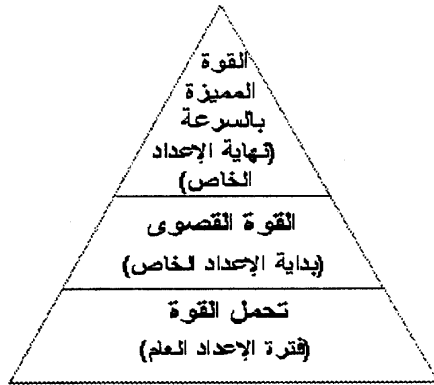 القوة
المميزة
بالسرعة
(نهاية الإعداد
الخاص)
القوة القصوى
(بداية الإعداد الخاص)
تحمل القوة
(فترة الإعداد العام)